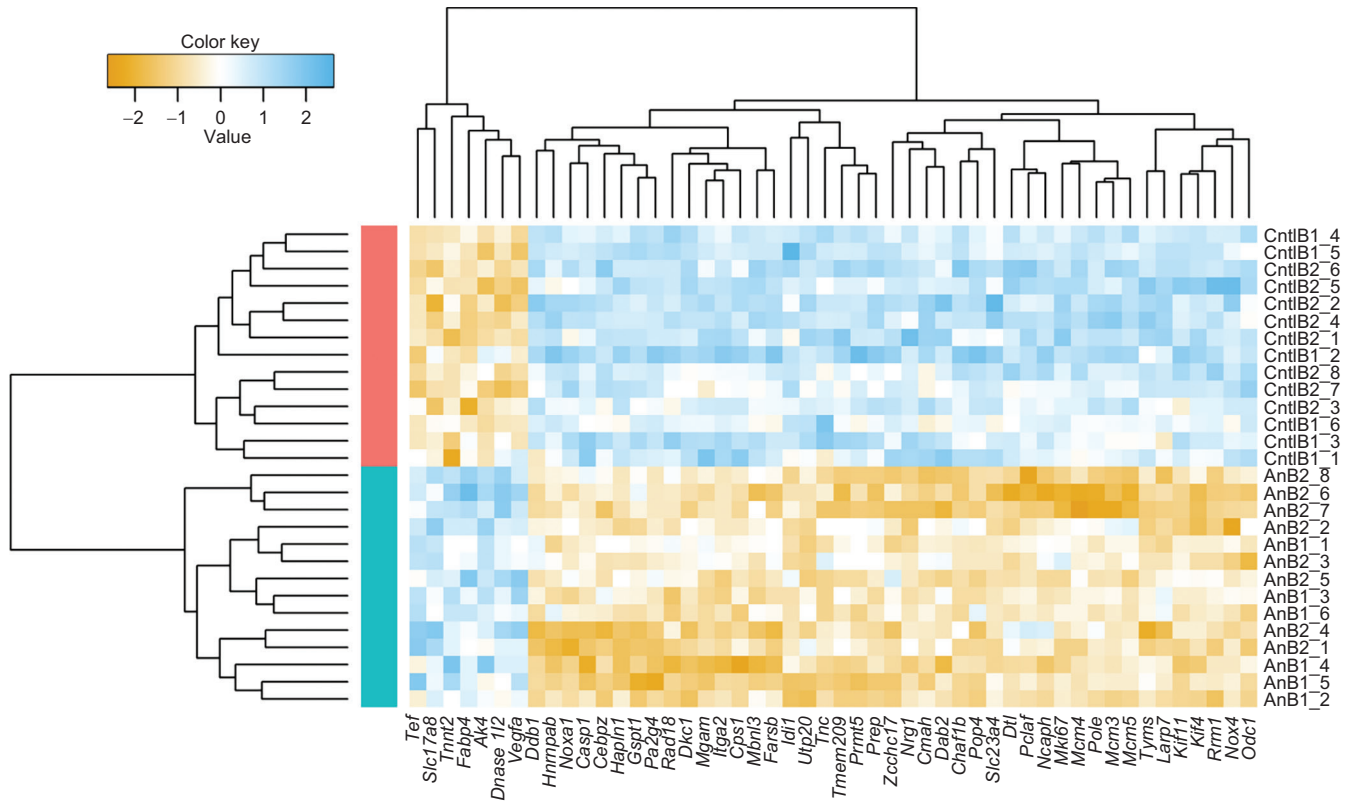 Color key
−2 −1 0 1 2
Value
CntlB1_4
CntlB1_5
CntlB2_6
CntlB2_5
CntlB2_2
CntlB2_4
CntlB2_1
CntlB1_2
CntlB2_8
CntlB2_7
CntlB2_3
CntlB1_6
CntlB1_3
CntlB1_1
AnB2_8
AnB2_6
AnB2_7
AnB2_2
AnB1_1
AnB2_3
AnB2_5
AnB1_3
AnB1_6
AnB2_4
AnB2_1
AnB1_4
AnB1_5
AnB1_2
Tef
Slc17a8
Tnnt2
Fabp4
Ak4
Dnase 1l2
Vegfa
Ddb1
Hnrnpab
Noxa1
Casp1
Cebpz
Hapln1
Gspt1
Pa2g4
Rad18
Dkc1
Mgam
Itga2
Cps1
Mbnl3
Farsb
Idi1
Utp20
Tnc
Tmem209
Prmt5
Prep
Zcchc17
Nrg1
Cmah
Dab2
Chaf1b
Pop4
Slc23a4
Dtl
Pclaf
Ncaph
Mki67
Mcm4
Pole
Mcm3
Mcm5
Tyms
Larp7
Kif11
Kif4
Rrm1
Nox4
Odc1